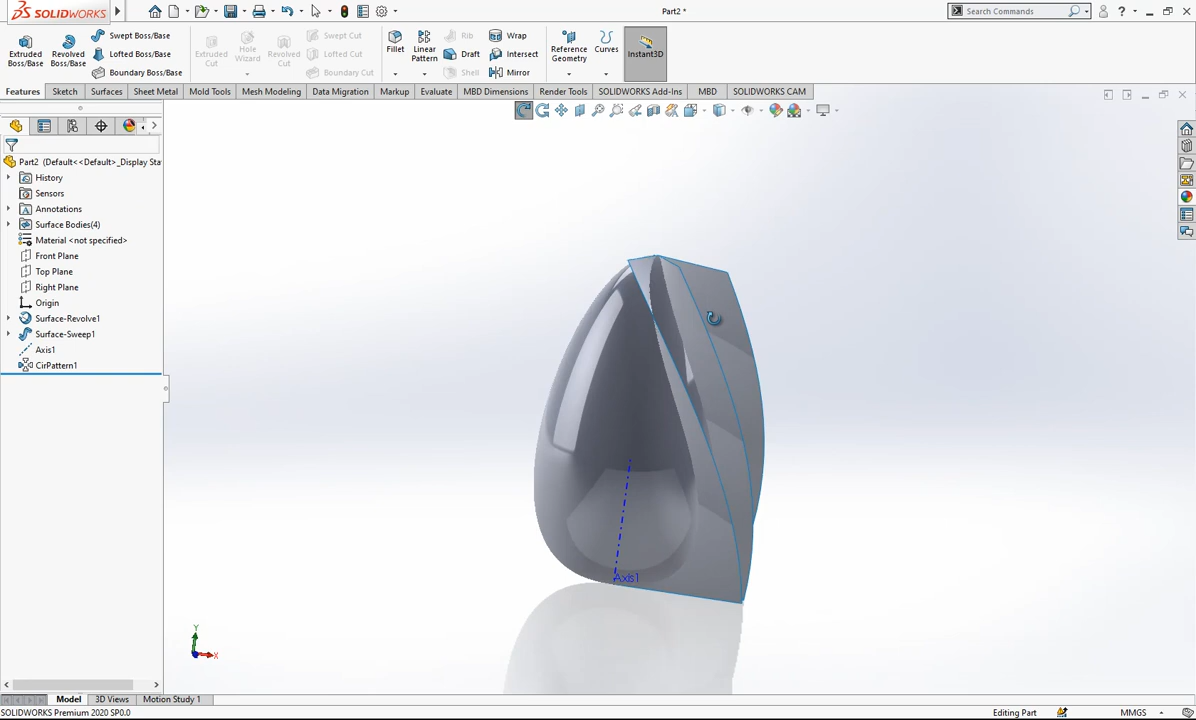 SOLIDWORKS
Part2 *
Search Commands
Extruded Boss/Base
Revolved Boss/Base
Swept Boss/Base
Lofted Boss/Base
Boundary Boss/Base
Extruded Cut
Hole Wizard
Revolved Cut
Swept Cut
Lofted Cut
Boundary Cut
Fillet
Linear Pattern
Rib
Draft
Shell
Wrap
Intersect
Mirror
Reference Geometry
Curves
Instant3D
Features
Sketch
Surfaces
Sheet Metal
Mold Tools
Mesh Modeling
Data Migration
Markup
Evaluate
MBD Dimensions
Render Tools
SOLIDWORKS Add-Ins
MBD
SOLIDWORKS CAM
Part2 (Default<<Default>_Display Sta
History
Sensors
Annotations
Surface Bodies(4)
Material <not specified>
Front Plane
Top Plane
Right Plane
Origin
Surface-Revolve1
Surface-Sweep1
Axis1
CirPattern1
Axis1
Y
X
Model
3D Views
Motion Study 1
SOLIDWORKS Premium 2020 SP0.0
Editing Part
MMGS